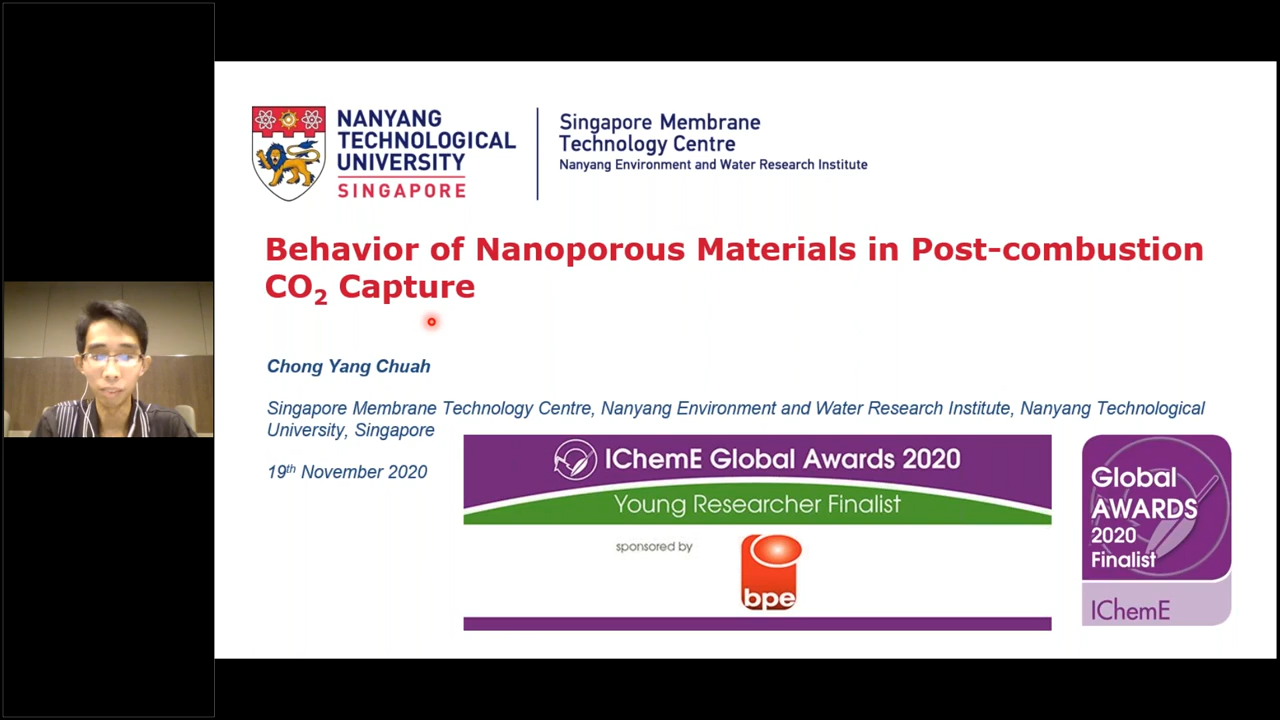 NANYANG
TECHNOLOGICAL
UNIVERSITY
SINGAPORE
Singapore Membrane
Technology Centre
Nanyang Environment and Water Research Institute
Behavior of Nanoporous Materials in Post-combustion
CO₂ Capture
Chong Yang Chuah
Singapore Membrane Technology Centre, Nanyang Environment and Water Research Institute, Nanyang Technological
University, Singapore
19th November 2020
IChemE Global Awards 2020
Young Researcher Finalist
sponsored by
bpe
Global
AWARDS
2020
Finalist
IChemE